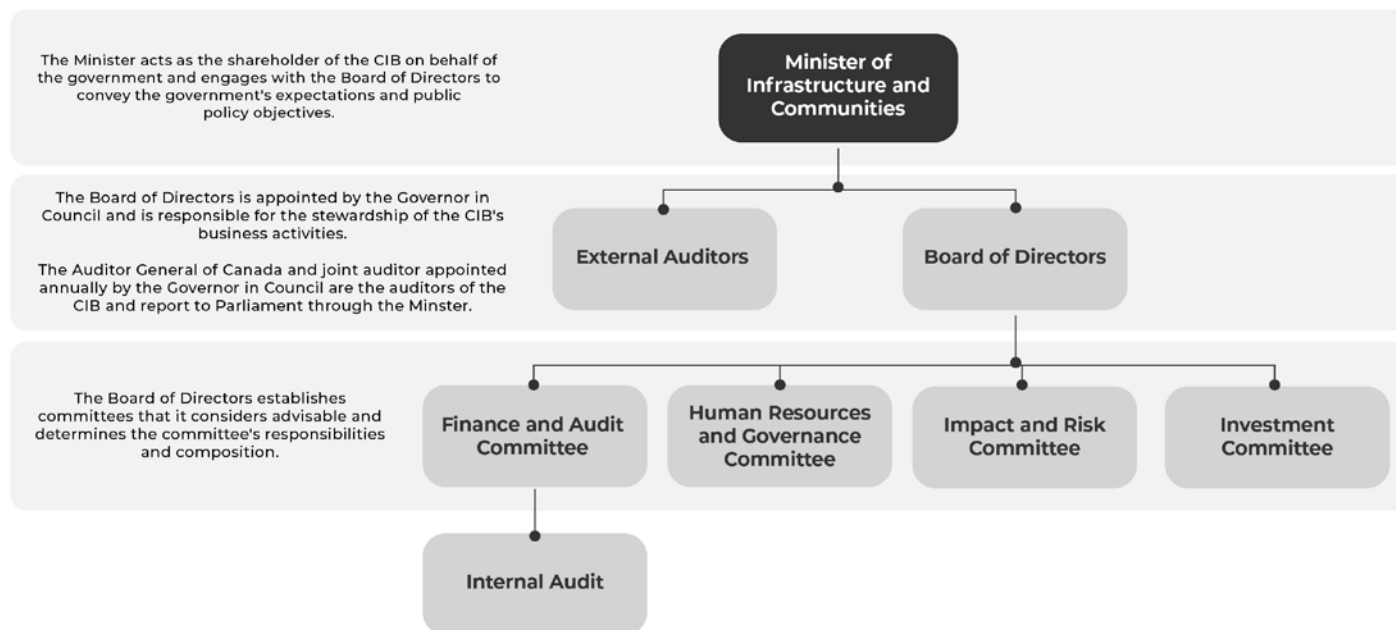 The Minister acts as the shareholder of the CIB on behalf of
the government and engages with the Board of Directors to
convey the government's expectations and public
policy objectives.
Minister of
Infrastructure and
Communities
The Board of Directors is appointed by the Governor in
Council and is responsible for the stewardship of the CIB's
business activities.
The Auditor General of Canada and joint auditor appointed
annually by the Governor in Council are the auditors of the
CIB and report to Parliament through the Minster.
External Auditors
Board of Directors
The Board of Directors establishes
committees that it considers advisable and
determines the committee's responsibilities
and composition.
Finance and Audit
Committee
Human Resources
and Governance
Committee
Impact and Risk
Committee
Investment
Committee
Internal Audit